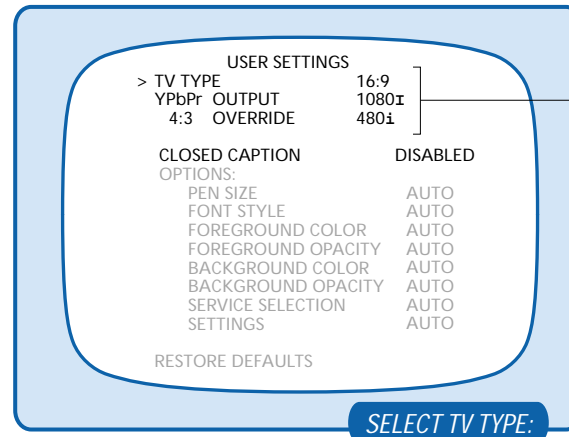 USER SETTINGS
> TV TYPE 16:9
YPbPr OUTPUT 1080I
4:3 OVERRIDE 480i
CLOSED CAPTION DISABLED
OPTIONS:
PEN SIZE AUTO
FONT STYLE AUTO
FOREGROUND COLOR AUTO
FOREGROUND OPACITY AUTO
BACKGROUND COLOR AUTO
BACKGROUND OPACITY AUTO
SERVICE SELECTION AUTO
SETTINGS AUTO
RESTORE DEFAULTS
SELECT TV TYPE: